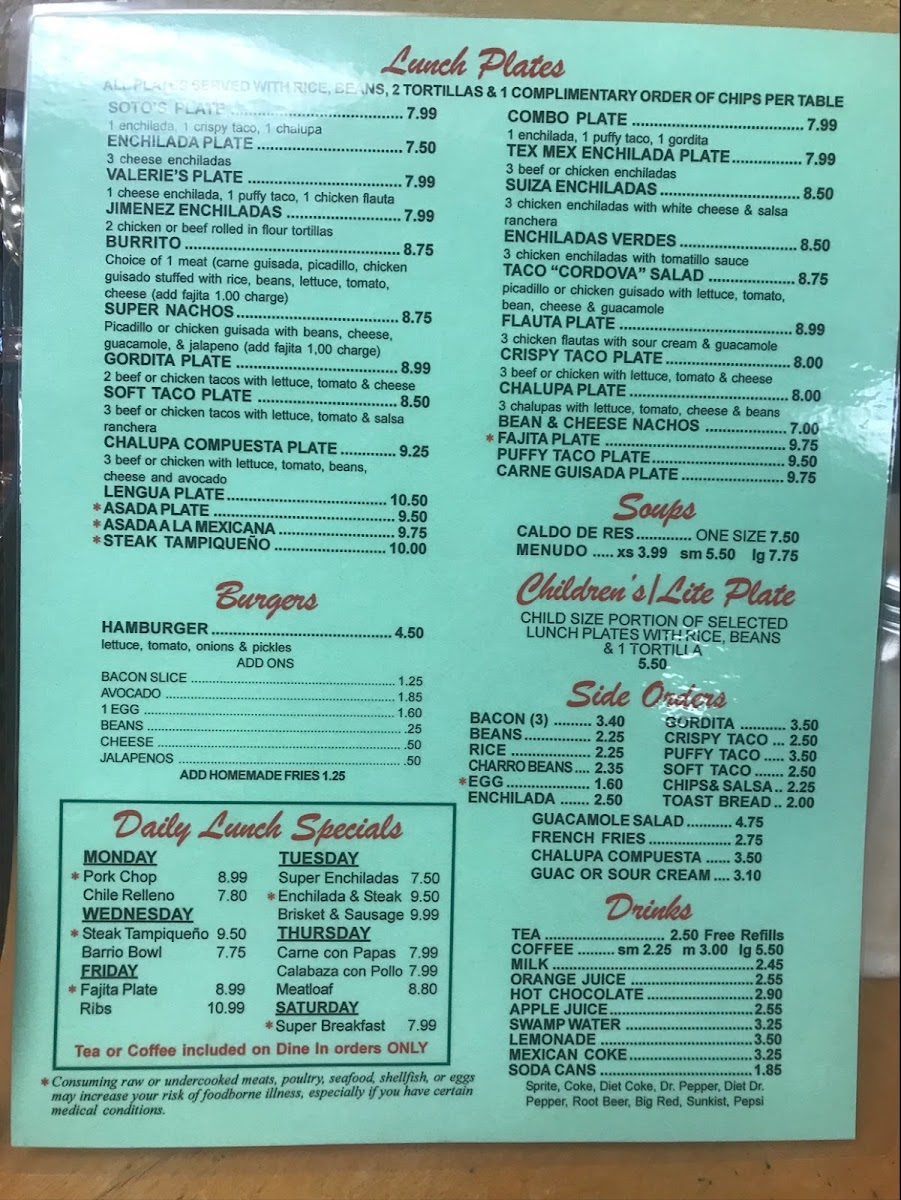 Lunch Plates
ALL PLATES SERVED WITH RICE, BEANS, 2 TORTILLAS & 1 COMPLIMENTARY ORDER OF CHIPS PER TABLE
SOTO'S PLATE ........ 7.99
1 enchilada, 1 crispy taco, 1 chalupa
ENCHILADA PLATE ........ 7.50
3 cheese enchiladas
VALERIE'S PLATE ........ 7.99
1 cheese enchilada, 1 puffy taco, 1 chicken flauta
JIMENEZ ENCHILADAS ........ 7.99
2 chicken or beef rolled in flour tortillas
BURRITO ........ 8.75
Choice of 1 meat (carne guisada, picadillo, chicken
guisado stuffed with rice, beans, lettuce, tomato,
cheese (add fajita 1.00 charge)
SUPER NACHOS ........ 8.75
Picadillo or chicken guisada with beans, cheese,
guacamole, & jalapeno (add fajita 1,00 charge)
GORDITA PLATE ........ 8.99
2 beef or chicken tacos with lettuce, tomato & cheese
SOFT TACO PLATE ........ 8.50
3 beef or chicken tacos with lettuce, tomato & salsa
ranchera
CHALUPA COMPUESTA PLATE ........ 9.25
3 beef or chicken with lettuce, tomato, beans,
cheese and avocado
LENGUA PLATE ........ 10.50
* ASADA PLATE ........ 9.50
* ASADA A LA MEXICANA ........ 9.75
* STEAK TAMPIQUEÑO ........ 10.00
COMBO PLATE ........ 7.99
1 enchilada, 1 puffy taco, 1 gordita
TEX MEX ENCHILADA PLATE ........ 7.99
3 beef or chicken enchiladas
SUIZA ENCHILADAS ........ 8.50
3 chicken enchiladas with white cheese & salsa
ranchera
ENCHILADAS VERDES ........ 8.50
3 chicken enchiladas with tomatillo sauce
TACO "CORDOVA" SALAD ........ 8.75
picadillo or chicken guisado with lettuce, tomato,
bean, cheese & guacamole
FLAUTA PLATE ........ 8.99
3 chicken flautas with sour cream & guacamole
CRISPY TACO PLATE ........ 8.00
3 beef or chicken with lettuce, tomato & cheese
CHALUPA PLATE ........ 8.00
3 chalupas with lettuce, tomato, cheese & beans
BEAN & CHEESE NACHOS ........ 7.00
* FAJITA PLATE ........ 9.75
PUFFY TACO PLATE ........ 9.50
CARNE GUISADA PLATE ........ 9.75
Soups
CALDO DE RES ........ ONE SIZE 7.50
MENUDO ..... xs 3.99 sm 5.50 lg 7.75
Children's/Lite Plate
CHILD SIZE PORTION OF SELECTED
LUNCH PLATES WITH RICE, BEANS
& 1 TORTILLA
5.50
Burgers
HAMBURGER ........ 4.50
lettuce, tomato, onions & pickles
ADD ONS
BACON SLICE ........ 1.25
AVOCADO ........ 1.85
1 EGG ........ 1.60
BEANS ........ .25
CHEESE ........ .50
JALAPENOS ........ .50
ADD HOMEMADE FRIES 1.25
Side Orders
BACON (3) ........ 3.40
BEANS ........ 2.25
RICE ........ 2.25
CHARRO BEANS .... 2.35
* EGG ........ 1.60
ENCHILADA ....... 2.50
GORDITA ........ 3.50
CRISPY TACO ... 2.50
PUFFY TACO ..... 3.50
SOFT TACO ....... 2.50
CHIPS& SALSA .. 2.25
TOAST BREAD .. 2.00
GUACAMOLE SALAD ........ 4.75
FRENCH FRIES ........ 2.75
CHALUPA COMPUESTA ...... 3.50
GUAC OR SOUR CREAM .... 3.10
Daily Lunch Specials
MONDAY
* Pork Chop 8.99
Chile Relleno 7.80
WEDNESDAY
* Steak Tampiqueño 9.50
Barrio Bowl 7.75
FRIDAY
* Fajita Plate 8.99
Ribs 10.99
TUESDAY
Super Enchiladas 7.50
* Enchilada & Steak 9.50
Brisket & Sausage 9.99
THURSDAY
Carne con Papas 7.99
Calabaza con Pollo 7.99
Meatloaf 8.80
SATURDAY
* Super Breakfast 7.99
Tea or Coffee included on Dine In orders ONLY
Drinks
TEA ........ 2.50 Free Refills
COFFEE ......... sm 2.25 m 3.00 lg 5.50
MILK ........ 2.45
ORANGE JUICE ........ 2.55
HOT CHOCOLATE ........ 2.90
APPLE JUICE ........ 2.55
SWAMP WATER ........ 3.25
LEMONADE ........ 3.50
MEXICAN COKE ........ 3.25
SODA CANS ........ 1.85
Sprite, Coke, Diet Coke, Dr. Pepper, Diet Dr.
Pepper, Root Beer, Big Red, Sunkist, Pepsi
* Consuming raw or undercooked meats, poultry, seafood, shellfish, or eggs
may increase your risk of foodborne illness, especially if you have certain
medical conditions.